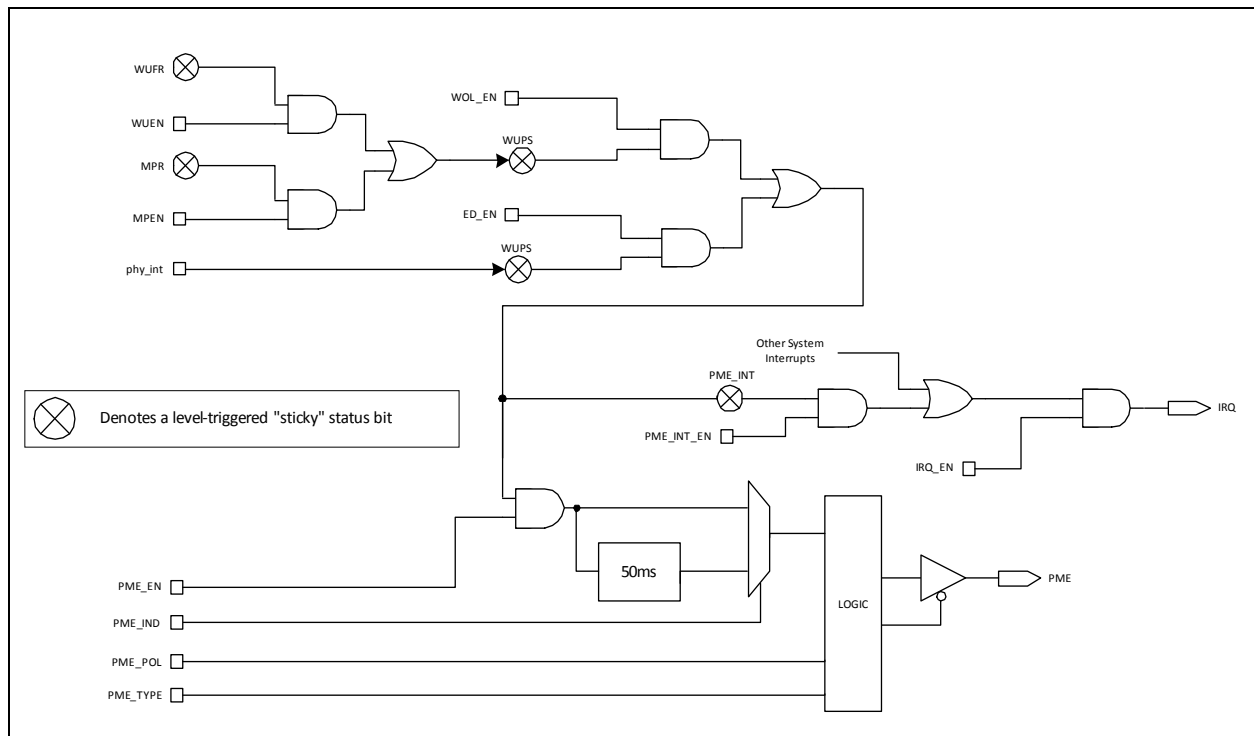 WUFR
WOL_EN
WUEN
WUPS
MPR
MPEN
ED_EN
WUPS
phy_int
Other System
Interrupts
PME_INT
Denotes a level-triggered "sticky" status bit
IRQ
PME_INT_EN
IRQ_EN
50ms
PME_EN
PME
LOGIC
PME_IND
PME_POL
PME_TYPE